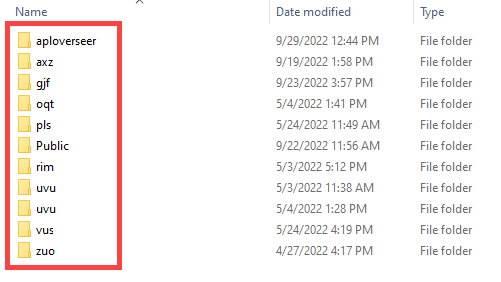 Name Date modified Type
aploverseer 9/29/2022 12:44 PM File folder
axz 9/19/2022 1:58 PM File folder
gjf 9/23/2022 3:57 PM File folder
oqt 5/4/2022 1:41 PM File folder
pls 5/24/2022 11:49 AM File folder
Public 9/22/2022 11:56 AM File folder
rim 5/3/2022 5:12 PM File folder
uvu 5/3/2022 11:38 AM File folder
uvu 5/4/2022 1:28 PM File folder
vus 5/24/2022 4:19 PM File folder
zuo 4/27/2022 4:17 PM File folder